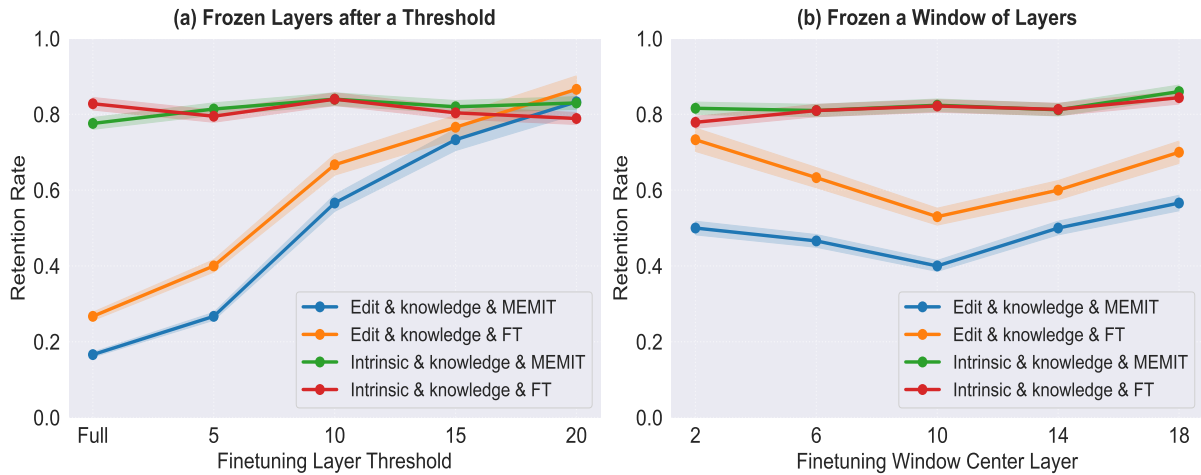 (a) Frozen Layers after a Threshold
1.0
0.8
0.6
0.4
0.2
0.0
Retention Rate
Full
5
10
15
20
Finetuning Layer Threshold
Edit & knowledge & MEMIT
Edit & knowledge & FT
Intrinsic & knowledge & MEMIT
Intrinsic & knowledge & FT
(b) Frozen a Window of Layers
1.0
0.8
0.6
0.4
0.2
0.0
Retention Rate
2
6
10
14
18
Finetuning Window Center Layer
Edit & knowledge & MEMIT
Edit & knowledge & FT
Intrinsic & knowledge & MEMIT
Intrinsic & knowledge & FT